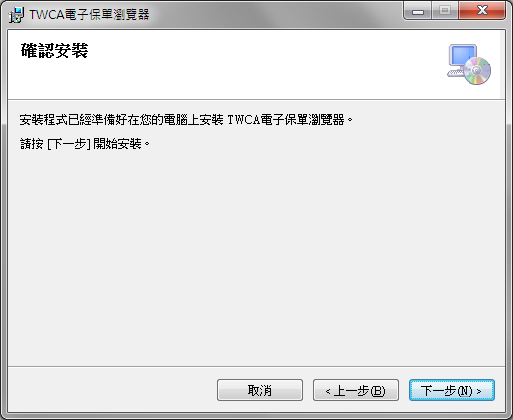 TWCA電子保單瀏覽器
確認安裝
安裝程式已經準備好在您的電腦上安裝 TWCA電子保單瀏覽器。
請按 [下一步] 開始安裝。
取消
< 上一步(B)
下一步(N) >